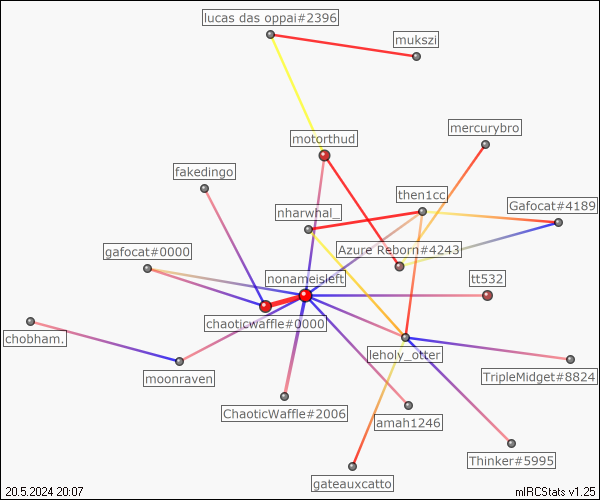 lucas das oppai#2396
mukszi
mercurybro
motorthud
fakedingo
then1cc
Gafocat#4189
nharwhal_
Azure Reborn#4243
gafocat#0000
nonameisleft
tt532
chaoticwaffle#0000
chobham.
leholy_otter
moonraven
TripleMidget#8824
ChaoticWaffle#2006
amah1246
Thinker#5995
gateauxcatto
20.5.2024 20:07
mIRCStats v1.25